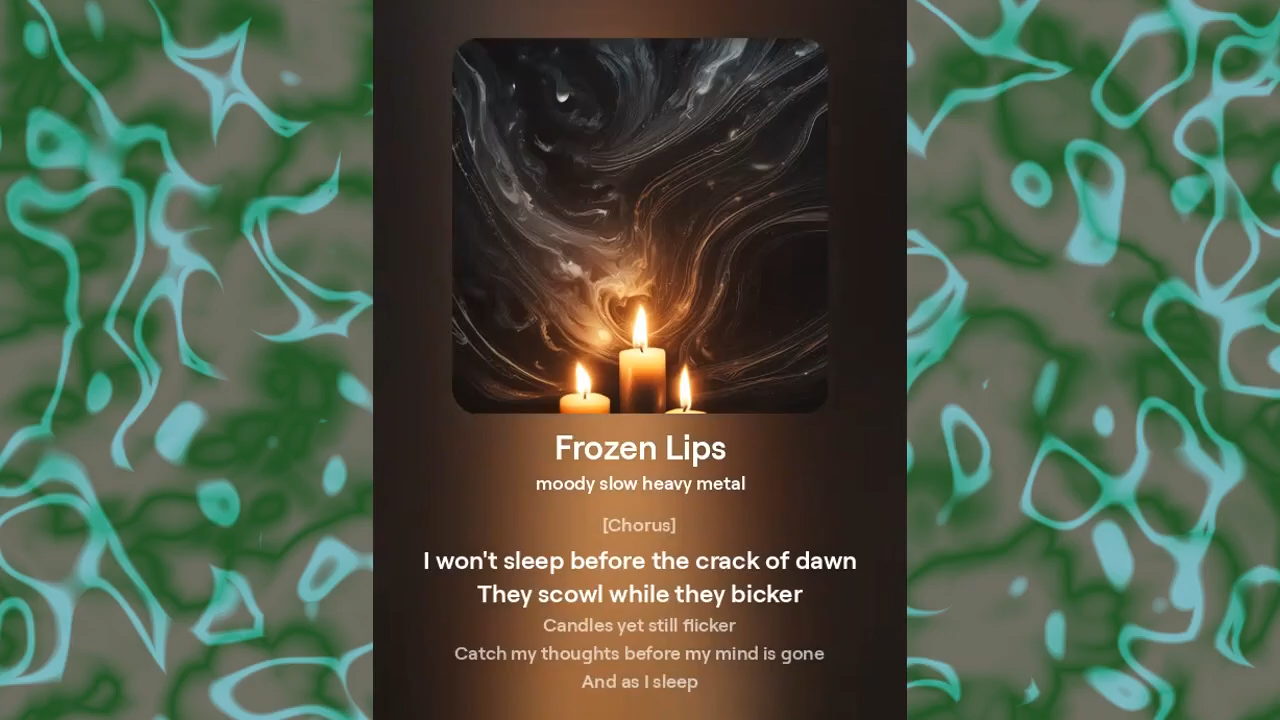 Frozen Lips
moody slow heavy metal
[Chorus]
I won't sleep before the crack of dawn
They scowl while they bicker
Candles yet still flicker
Catch my thoughts before my mind is gone
And as I sleep